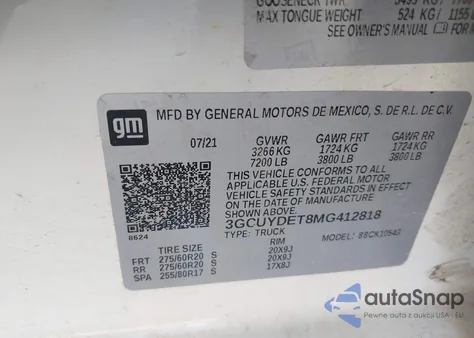 GOOSENECK TWR
MAX TONGUE WEIGHT 524 KG / 1155 L
SEE OWNER'S MANUAL FOR M
gm
MFD BY GENERAL MOTORS DE MEXICO, S. DE R.L. DE C.V.
07/21 GVWR GAWR FRT GAWR RR
3266 KG 1724 KG 1724 KG
7200 LB 3800 LB 3800 LB
THIS VEHICLE CONFORMS TO ALL
APPLICABLE U.S. FEDERAL MOTOR
VEHICLE SAFETY STANDARDS IN EFFECT
ON THE DATE OF MANUFACTURE
SHOWN ABOVE.
3GCUYDET8MG412818
8624
TYPE: TRUCK MODEL:
TIRE SIZE RIM
FRT 275/60R20 S 20X9J
RR 275/60R20 S 20X9J
SPA 255/80R17 S 17X8J
autoSnap
Pewne auta z aukcji USA - EU